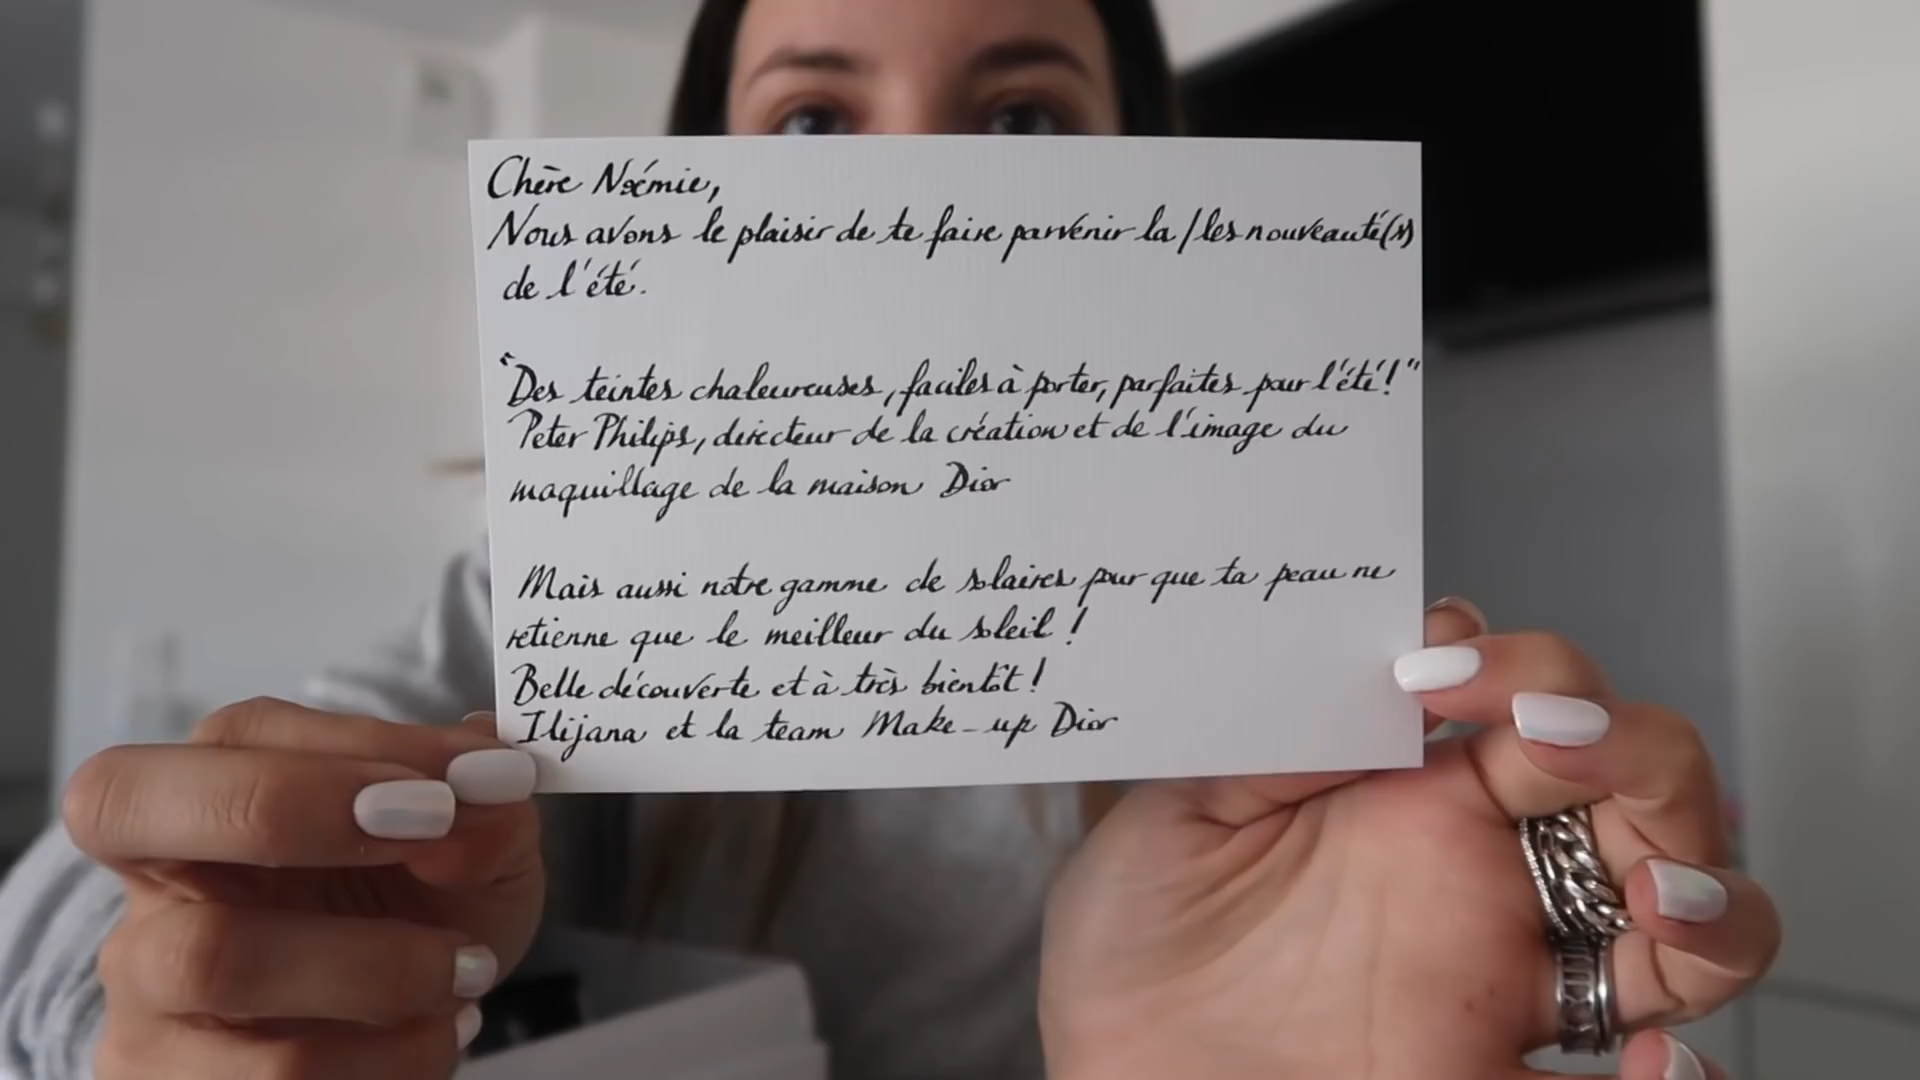 Chère Noémie,
Nous avons le plaisir de te faire parvenir la/les nouveauté(s)
de l'été.
"Des teintes chaleureuses, faciles à porter, parfaites pour l'été!"
Peter Philips, directeur de la création et de l'image du
maquillage de la maison Dior
Mais aussi notre gamme de solaires pour que ta peau ne
retienne que le meilleur du soleil !
Belle découverte et à très bientôt !
Ilijana et la team Make-up Dior